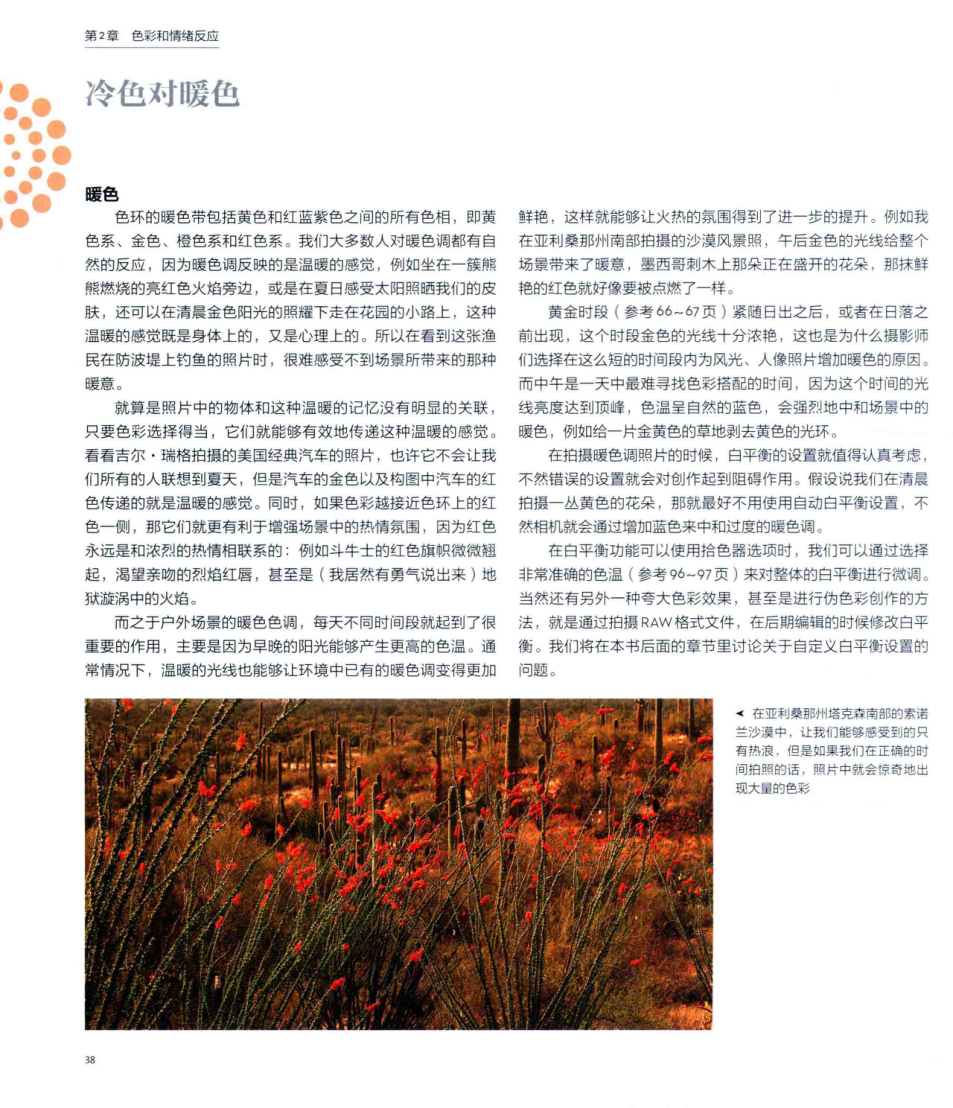 第2章 色彩和情绪反应
冷色对暖色
暖色
色环的暖色带包括黄色和红蓝紫色之间的所有色相，即黄
色系、金色、橙色系和红色系。我们大多数人对暖色调都有自
然的反应，因为暖色调反映的是温暖的感觉，例如坐在一簇熊
熊燃烧的亮红色火焰旁边，或是在夏日感受太阳照晒我们的皮
肤，还可以在清晨金色阳光的照耀下走在花园的小路上，这种
温暖的感觉既是身体上的，又是心理上的。所以在看到这张渔
民在防波堤上钓鱼的照片时，很难感受不到场景所带来的那种
暖意。
就算是照片中的物体和这种温暖的记忆没有明显的关联，
只要色彩选择得当，它们就能够有效地传递这种温暖的感觉。
看看吉尔·瑞格拍摄的美国经典汽车的照片，也许它不会让我
们所有的人联想到夏天，但是汽车的金色以及构图中汽车的红
色传递的就是温暖的感觉。同时，如果色彩越接近色环上的红
色一侧，那它们就更有利于增强场景中的热情氛围，因为红色
永远是和浓烈的热情相联系的：例如斗牛士的红色旗帜微微翘
起，渴望亲吻的烈焰红唇，甚至是（我居然有勇气说出来）地
狱漩涡中的火焰。
而之于户外场景的暖色色调，每天不同时间段就起到了很
重要的作用，主要是因为早晚的阳光能够产生更高的色温。通
常情况下，温暖的光线也能够让环境中已有的暖色调变得更加
鲜艳，这样就能够让火热的氛围得到了进一步的提升。例如我
在亚利桑那州南部拍摄的沙漠风景照，午后金色的光线给整个
场景带来了暖意，墨西哥刺木上那朵正在盛开的花朵，那抹鲜
艳的红色就好像要被点燃了一样。
黄金时段（参考66~67页）紧随日出之后，或者在日落之
前出现，这个时段金色的光线十分浓艳，这也是为什么摄影师
们选择在这么短的时间段内为风光、人像照片增加暖色的原因。
而中午是一天中最难寻找色彩搭配的时间，因为这个时间的光
线亮度达到顶峰，色温呈自然的蓝色，会强烈地中和场景中的
暖色，例如给一片金黄色的草地剥去黄色的光环。
在拍摄暖色调照片的时候，白平衡的设置就值得认真考虑，
不然错误的设置就会对创作起到阻碍作用。假设说我们在清晨
拍摄一丛黄色的花朵，那就最好不用使用自动白平衡设置，不
然相机就会通过增加蓝色来中和过度的暖色调。
在白平衡功能可以使用拾色器选项时，我们可以通过选择
非常准确的色温（参考96~97页）来对整体的白平衡进行微调。
当然还有另外一种夸大色彩效果，甚至是进行伪色彩创作的方
法，就是通过拍摄RAW格式文件，在后期编辑的时候修改白平
衡。我们将在本书后面的章节里讨论关于自定义白平衡设置的
问题。
◄ 在亚利桑那州塔克森南部的索诺
兰沙漠中，让我们能够感受到的只
有热浪，但是如果我们在正确的时
间拍照的话，照片中就会惊奇地出
现大量的色彩
38